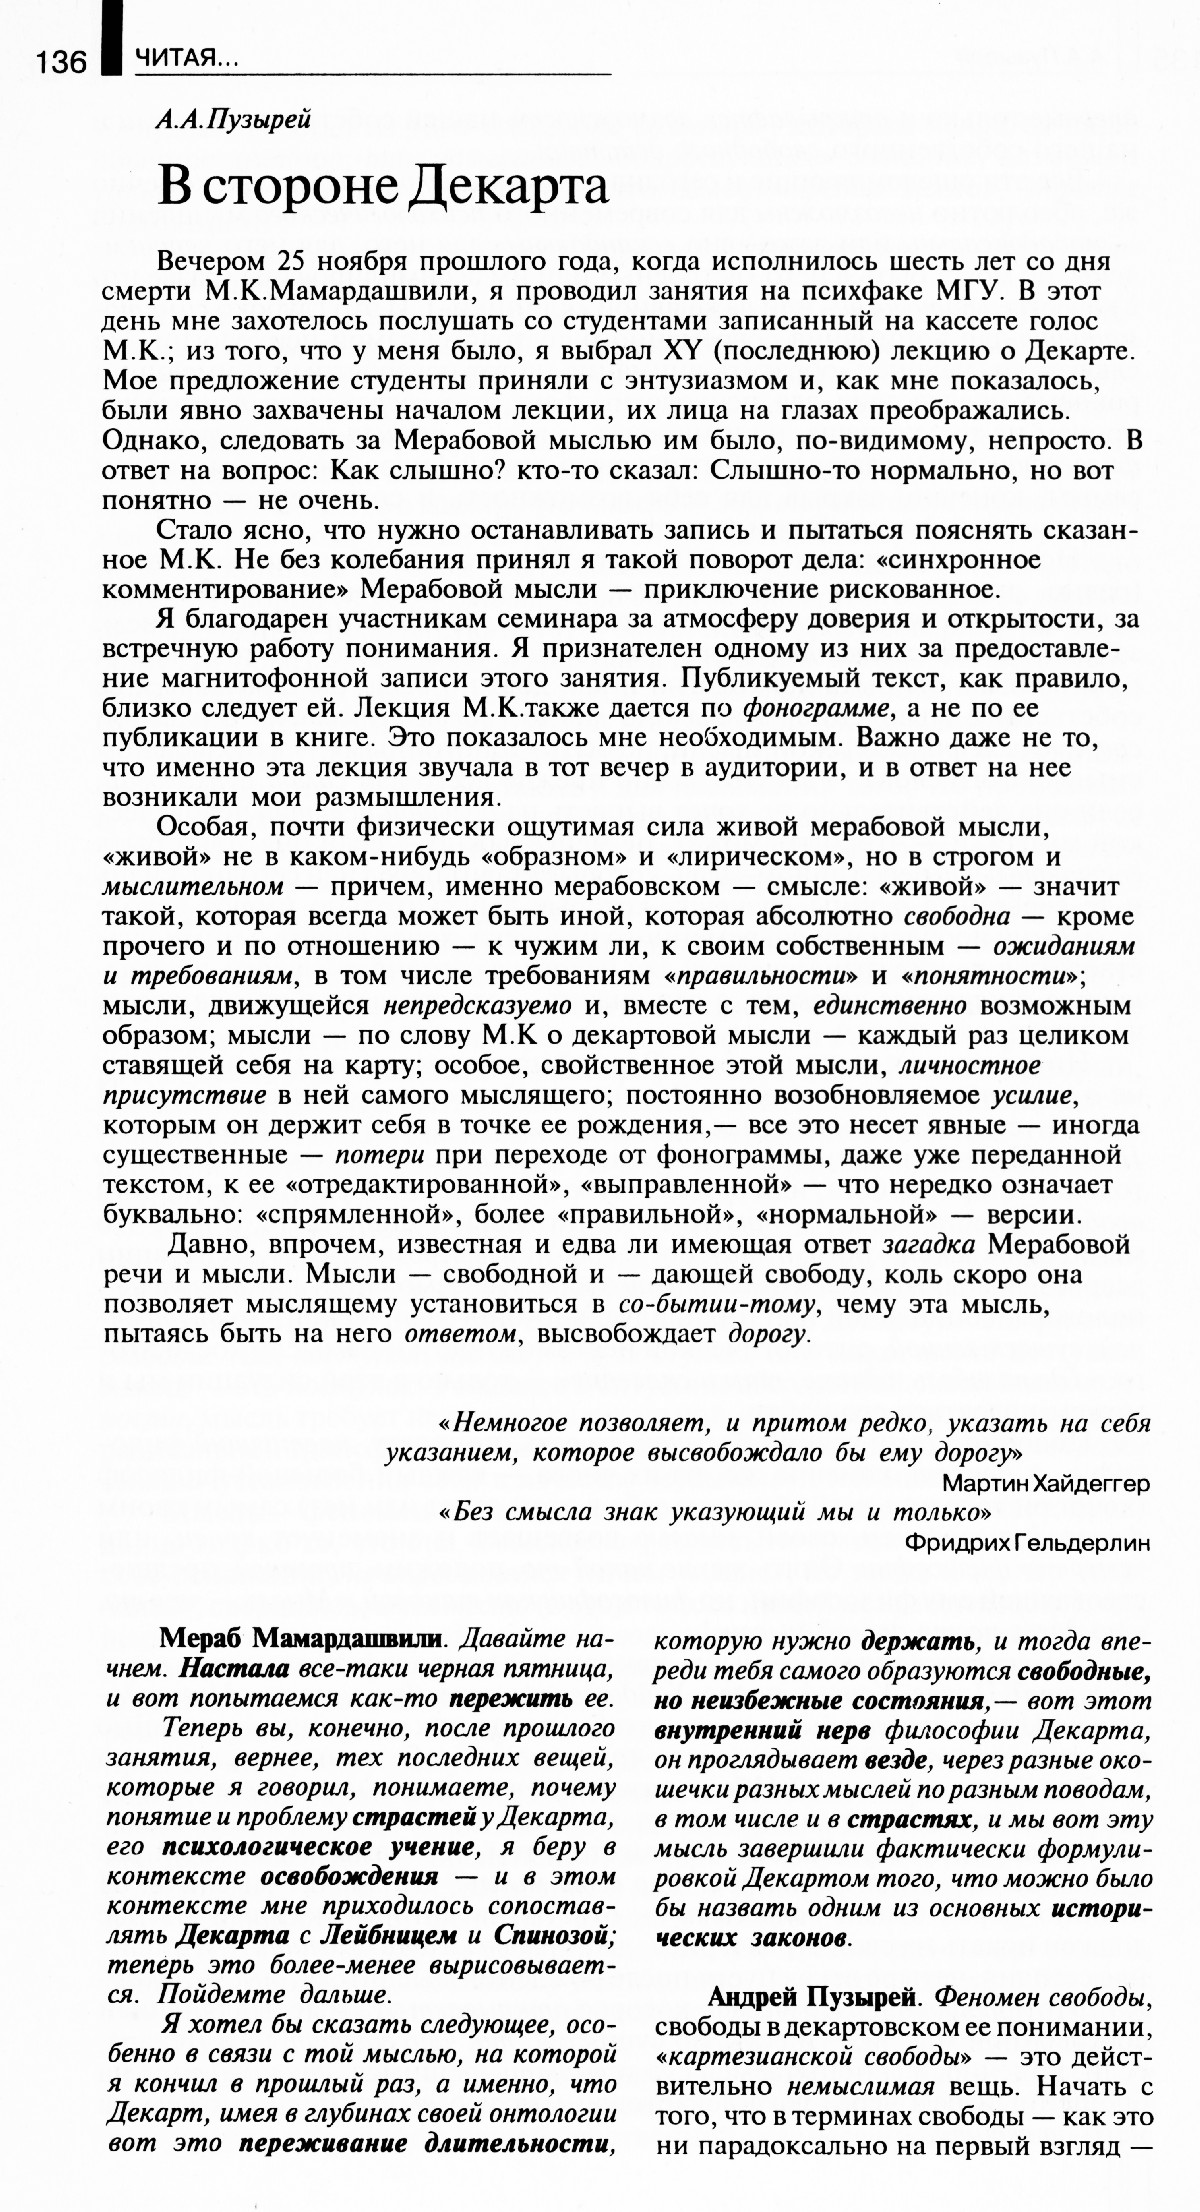 136
ЧИТАЯ...
А.А.Пузырей
В стороне Декарта
Вечером 25 ноября прошлого года, когда исполнилось шесть лет со дня
смерти М.К.Мамардашвили, я проводил занятия на психфаке МГУ. В этот
день мне захотелось послушать со студентами записанный на кассете голос
М.К.; из того, что у меня было, я выбрал XY (последнюю) лекцию о Декарте.
Мое предложение студенты приняли с энтузиазмом и, как мне показалось,
были явно захвачены началом лекции, их лица на глазах преображались.
Однако, следовать за Мерабовой мыслью им было, по-видимому, непросто. В
ответ на вопрос: Как слышно? кто-то сказал: Слышно-то нормально, но вот
понятно — не очень.
Стало ясно, что нужно останавливать запись и пытаться пояснять сказан-
ное М.К. Не без колебания принял я такой поворот дела: «синхронное
комментирование» Мерабовой мысли — приключение рискованное.
Я благодарен участникам семинара за атмосферу доверия и открытости, за
встречную работу понимания. Я признателен одному из них за предоставле-
ние магнитофонной записи этого занятия. Публикуемый текст, как правило,
близко следует ей. Лекция М.К.также дается по фонограмме, а не по ее
публикации в книге. Это показалось мне необходимым. Важно даже не то,
что именно эта лекция звучала в тот вечер в аудитории, и в ответ на нее
возникали мои размышления.
Особая, почти физически ощутимая сила живой мерабовой мысли,
«живой» не в каком-нибудь «образном» и «лирическом», но в строгом и
мыслительном — причем, именно мерабовском — смысле: «живой» — значит
такой, которая всегда может быть иной, которая абсолютно свободна — кроме
прочего и по отношению — к чужим ли, к своим собственным — ожиданиям
и требованиям, в том числе требованиям «правильности» и «понятности»;
мысли, движущейся непредсказуемо и, вместе с тем, единственно возможным
образом; мысли — по слову М.К о декартовой мысли — каждый раз целиком
ставящей себя на карту; особое, свойственное этой мысли, личностное
присутствие в ней самого мыслящего; постоянно возобновляемое усилие,
которым он держит себя в точке ее рождения,— все это несет явные — иногда
существенные — потери при переходе от фонограммы, даже уже переданной
текстом, к ее «отредактированной», «выправленной» — что нередко означает
буквально: «спрямленной», более «правильной», «нормальной» — версии.
Давно, впрочем, известная и едва ли имеющая ответ загадка Мерабовой
речи и мысли. Мысли — свободной и — дающей свободу, коль скоро она
позволяет мыслящему установиться в со-бытии-тому, чему эта мысль,
пытаясь быть на него ответом, высвобождает дорогу.
«Немногое позволяет, и притом редко, указать на себя
указанием, которое высвобождало бы ему дорогу»
Мартин Хайдеггер
«Без смысла знак указующий мы и только»
Фридрих Гельдерлин
Мераб Мамардашвили. Давайте на-
чнем. Настала все-таки черная пятница,
и вот попытаемся как-то пережить ее.
Теперь вы, конечно, после прошлого
занятия, вернее, тех последних вещей,
которые я говорил, понимаете, почему
понятие и проблему страстей у Декарта,
его психологическое учение, я беру в
контексте освобождения — и в этом
контексте мне приходилось сопостав-
лять Декарта с Лейбницем и Спинозой;
теперь это более-менее вырисовывает-
ся. Пойдемте дальше.
Я хотел бы сказать следующее, осо-
бенно в связи с той мыслью, на которой
я кончил в прошлый раз, а именно, что
Декарт, имея в глубинах своей онтологии
вот это переживание длительности,
которую нужно держать, и тогда впе-
реди тебя самого образуются свободные,
но неизбежные состояния,— вот этот
внутренний нерв философии Декарта,
он проглядывает везде, через разные око-
шечки разных мыслей по разным поводам,
в том числе и в страстях, и мы вот эту
мысль завершили фактически формули-
ровкой Декартом того, что можно было
бы назвать одним из основных истори-
ческих законов.
Андрей Пузырей. Феномен свободы,
свободы в декартовском ее понимании,
«картезианской свободы» — это дейст-
вительно немыслимая вещь. Начать с
того, что в терминах свободы — как это
ни парадоксально на первый взгляд —